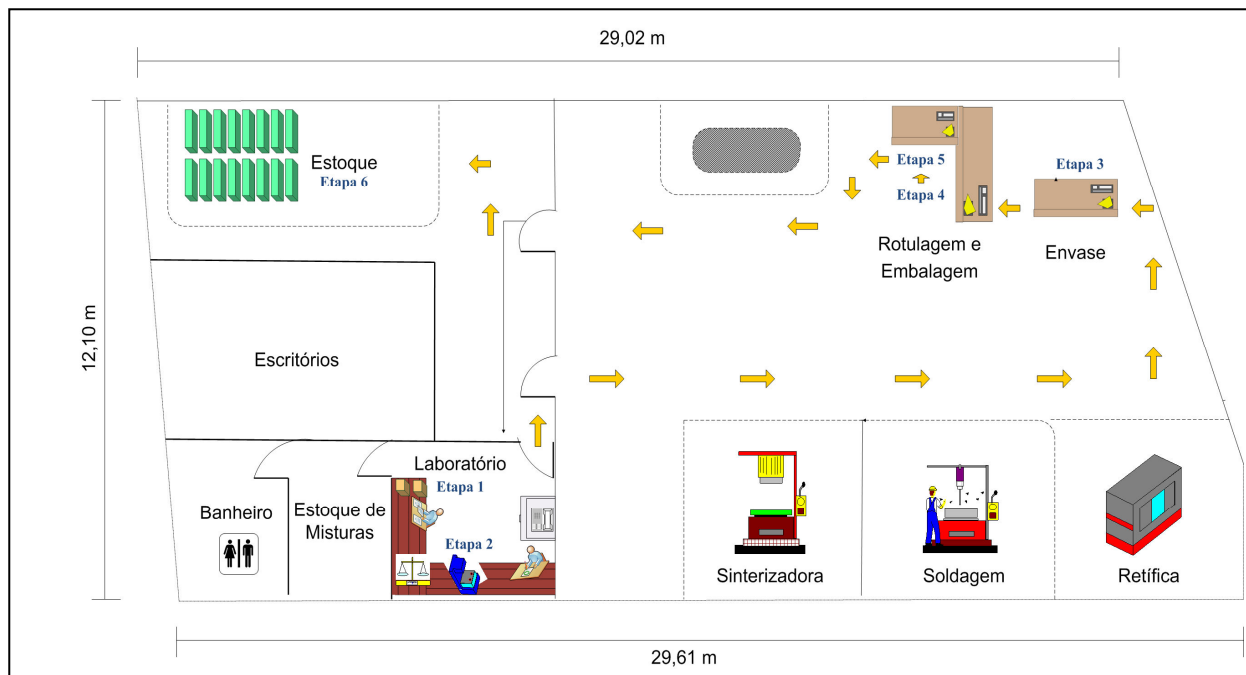 29,02 m
12,10 m
Estoque
Etapa 6
Etapa 5
Etapa 4
Etapa 3
Rotulagem e
Embalagem
Envase
Escritórios
Laboratório
Etapa 1
Banheiro
Estoque de
Misturas
Etapa 2
Sinterizadora
Soldagem
Retífica
29,61 m